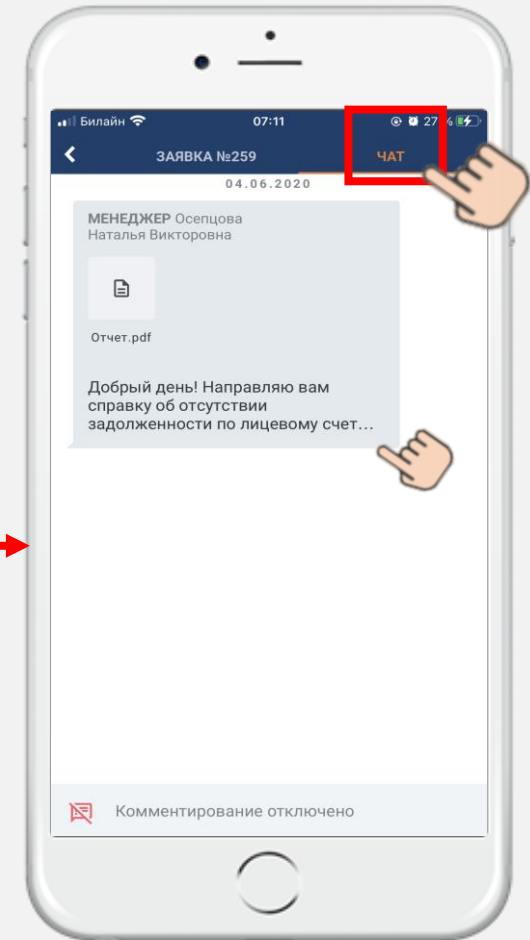 Билайн 07:11 27 %
ЗАЯВКА №259 ЧАТ
04.06.2020
МЕНЕДЖЕР Осепцова
Наталья Викторовна
Отчет.pdf
Добрый день! Направляю вам
справку об отсутствии
задолженности по лицевому счет...
Комментирование отключено